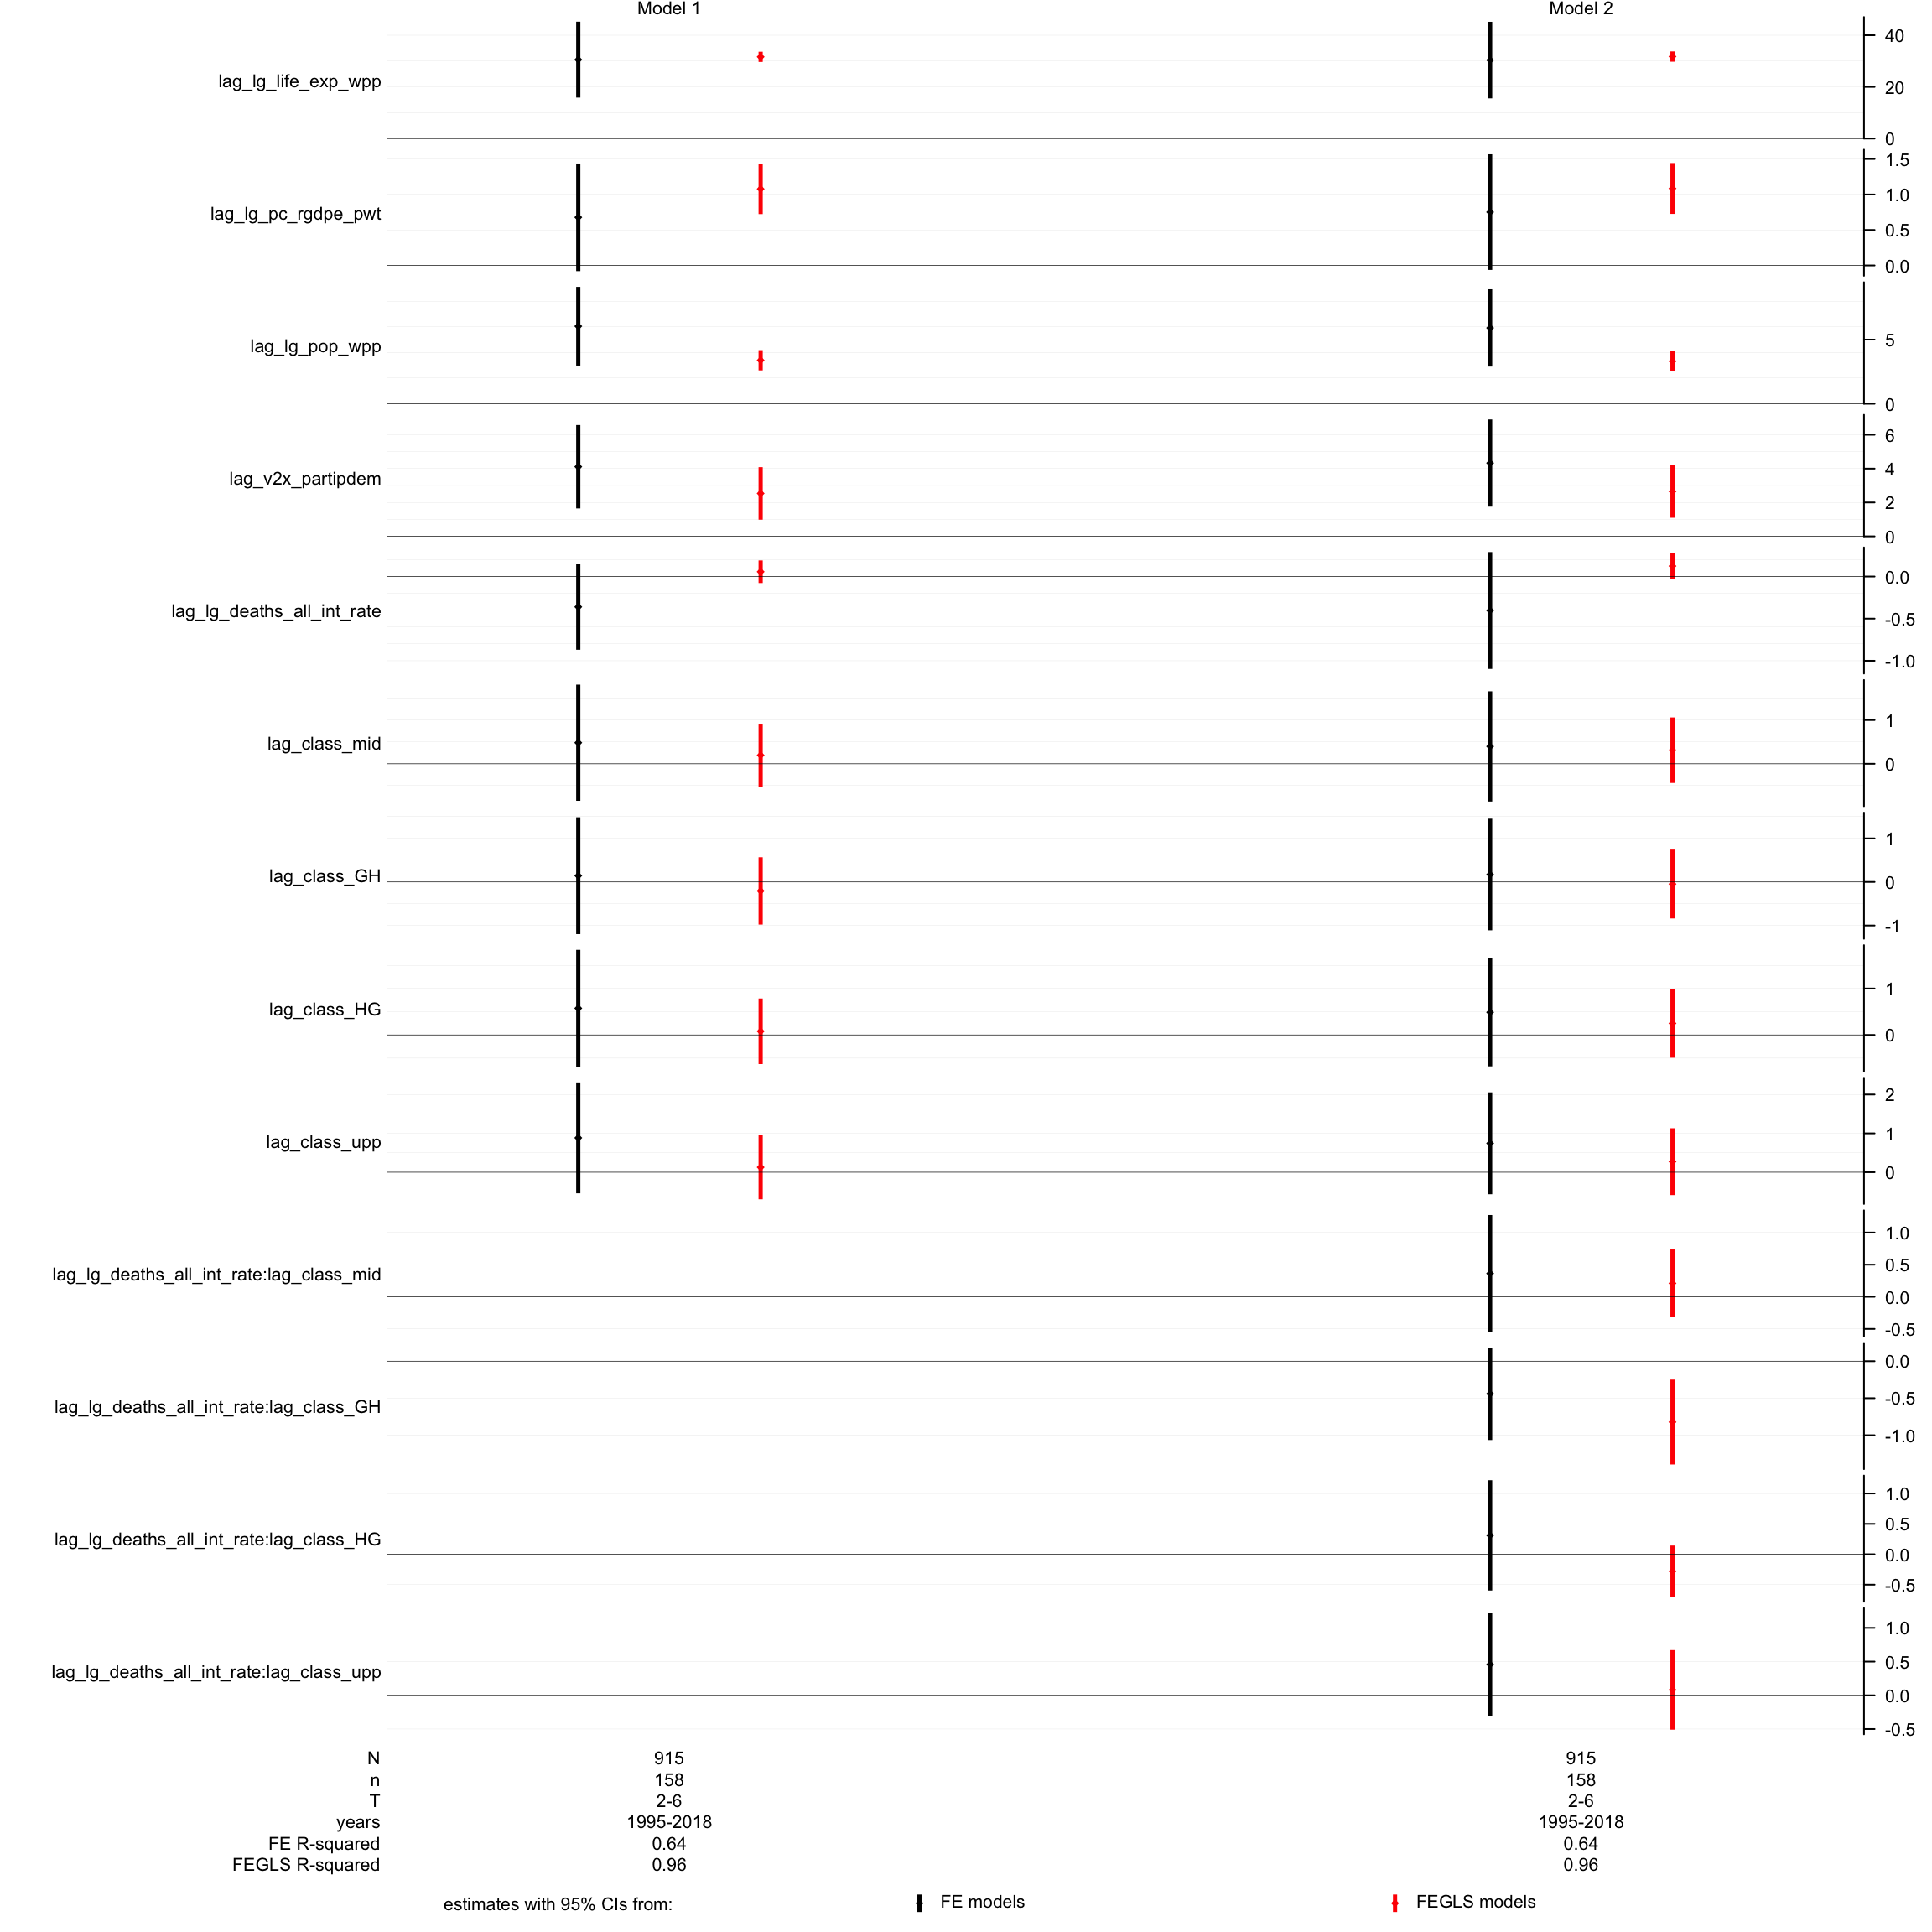 Model 1 Model 2
lag_lg_life_exp_wpp
40
20
0
lag_lg_pc_rgdpe_pwt
1.5
1.0
0.5
0.0
lag_lg_pop_wpp
5
0
lag_v2x_partipdem
6
4
2
0
lag_lg_deaths_all_int_rate
0.0
-0.5
-1.0
lag_class_mid
1
0
lag_class_GH
1
0
-1
lag_class_HG
1
0
lag_class_upp
2
1
0
lag_lg_deaths_all_int_rate:lag_class_mid
1.0
0.5
0.0
-0.5
lag_lg_deaths_all_int_rate:lag_class_GH
0.0
-0.5
-1.0
lag_lg_deaths_all_int_rate:lag_class_HG
1.0
0.5
0.0
-0.5
lag_lg_deaths_all_int_rate:lag_class_upp
1.0
0.5
0.0
-0.5
N 915 915
n 158 158
T 2-6 2-6
years 1995-2018 1995-2018
FE R-squared 0.64 0.64
FEGLS R-squared 0.96 0.96
estimates with 95% CIs from: FE models FEGLS models